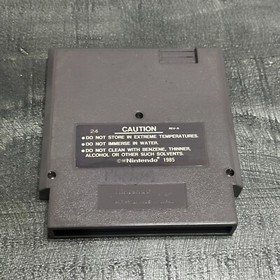 24 CAUTION REV-A
•DO NOT STORE IN EXTREME TEMPERATURES.
•DO NOT IMMERSE IN WATER.
•DO NOT CLEAN WITH BENZENE, THINNER,
ALCOHOL OR OTHER SUCH SOLVENTS.
©Nintendo 1985